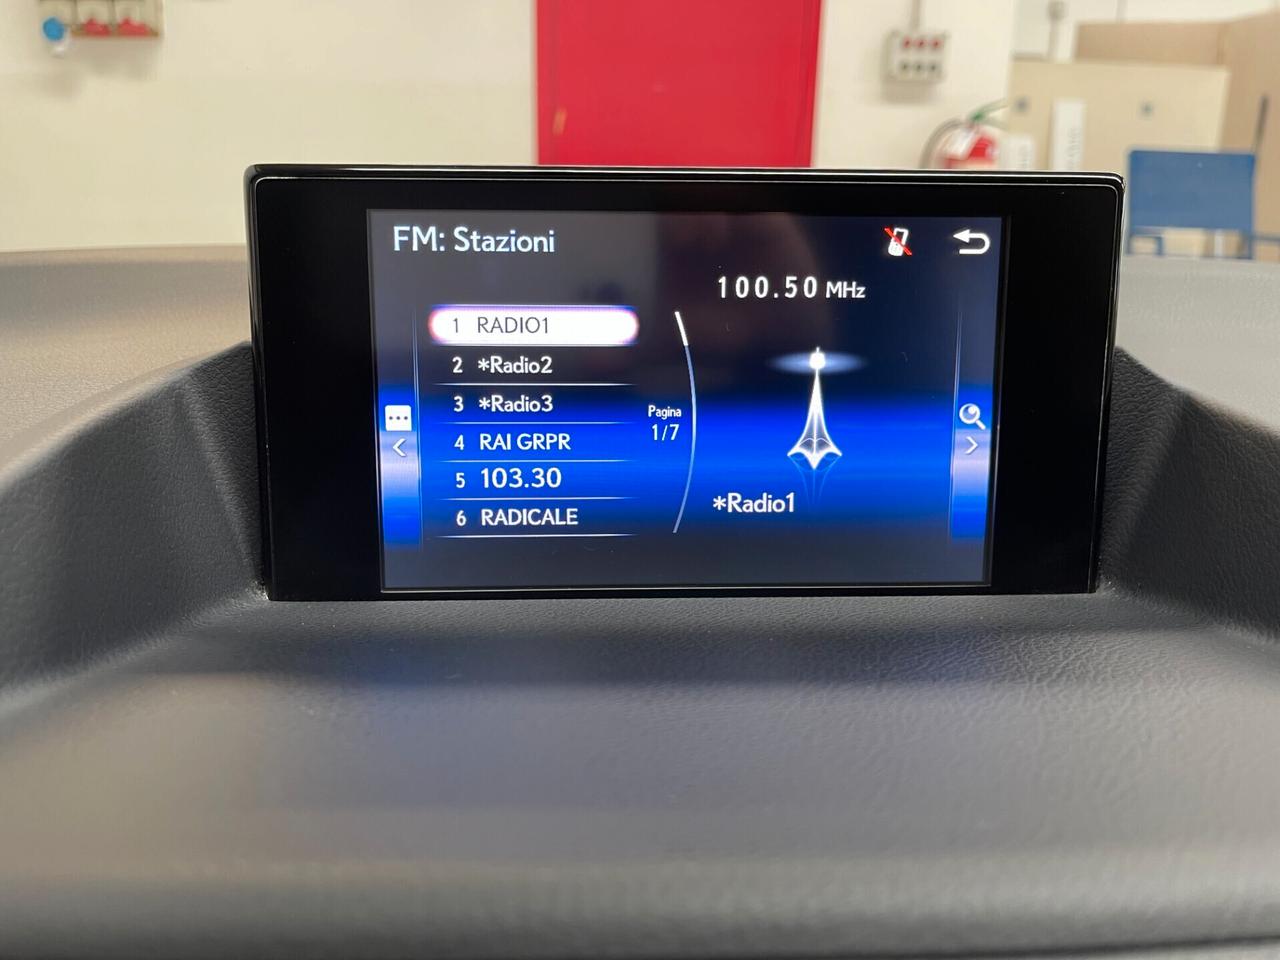 FM: Stazioni
100.50 MHz
1 RADIO1
2 *Radio2
3 *Radio3
4 RAI GRPR
5 103.30
6 RADICALE
Pagina
1/7
*Radio1